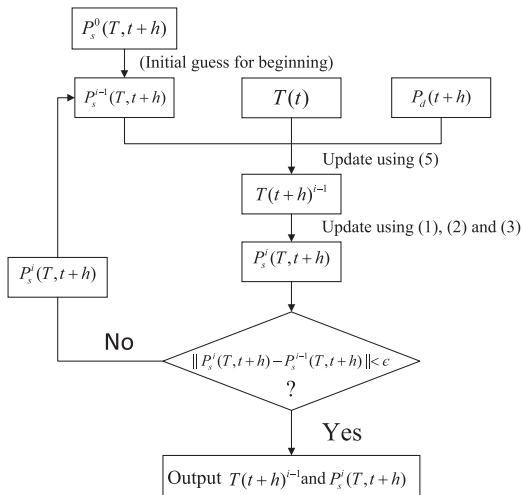 P_s^0(T,t+h)
(Initial guess for beginning)
P_s^{i-1}(T,t+h)
T(t)
P_d(t+h)
Update using (5)
T(t+h)^{i-1}
Update using (1), (2) and (3)
P_s^i(T,t+h)
P_s^i(T,t+h)
No
|| P_s^i(T,t+h) − P_s^{i-1}(T,t+h) || < ϵ
?
Yes
Output T(t+h)^{i-1} and P_s^i(T,t+h)